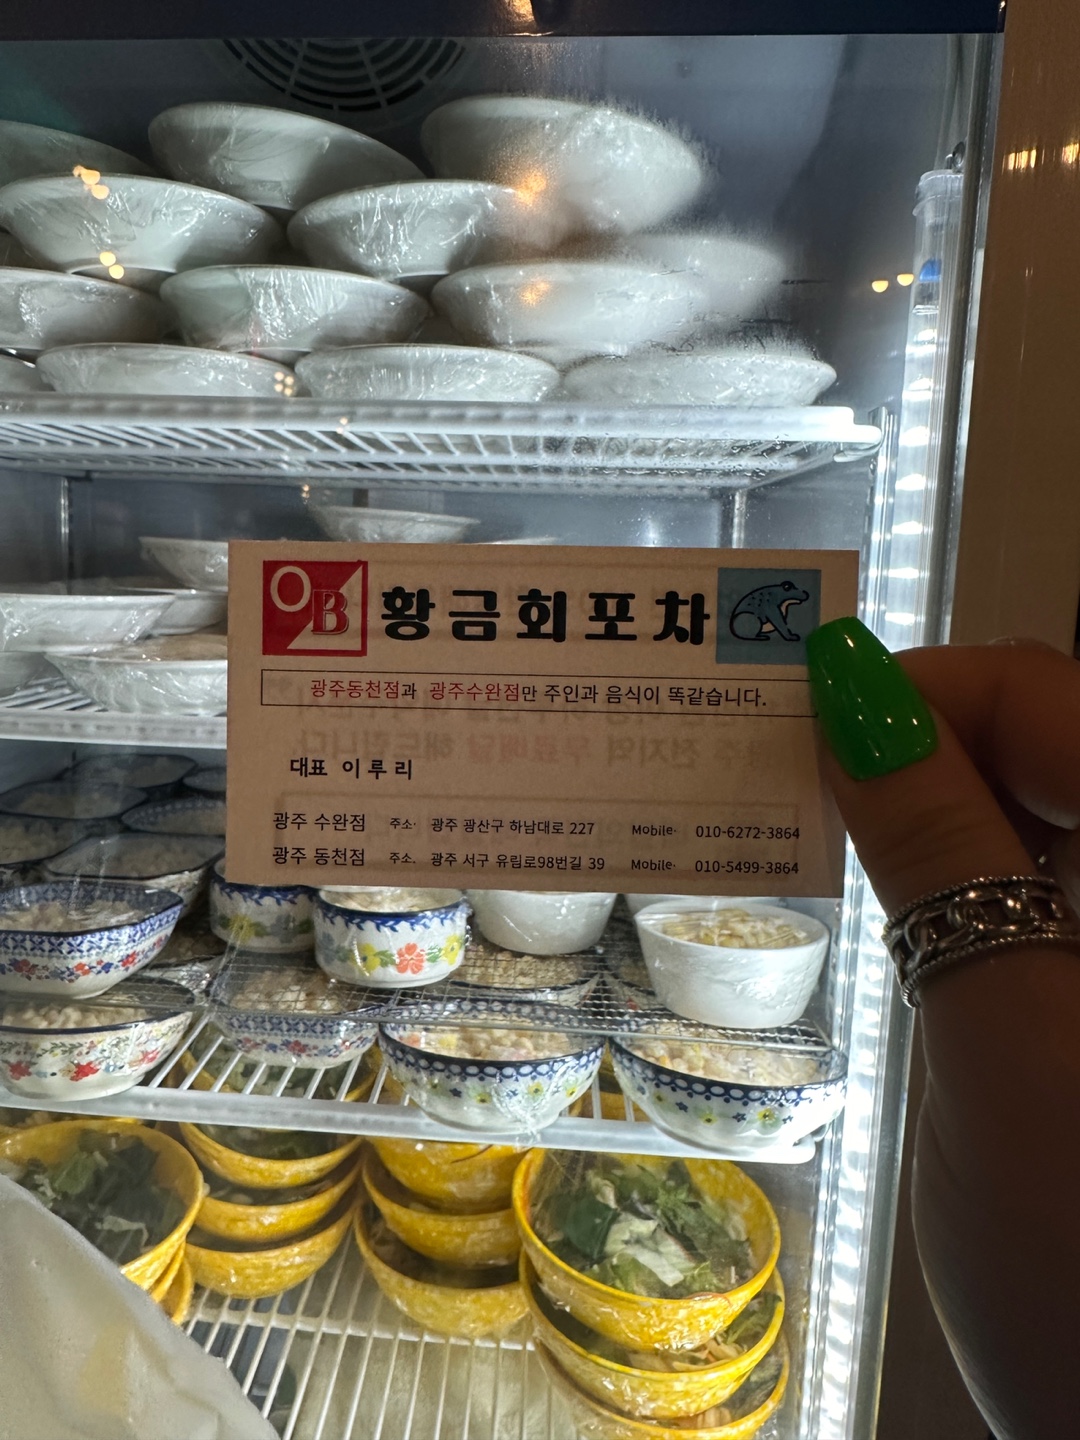 OB 황금회포차
광주동천점과 광주수완점만 주인과 음식이 똑같습니다.
대표 이루리
광주 수완점 주소· 광주 광산구 하남대로 227 Mobile· 010-6272-3864
광주 동천점 주소. 광주 서구 유림로98번길 39 Mobile· 010-5499-3864